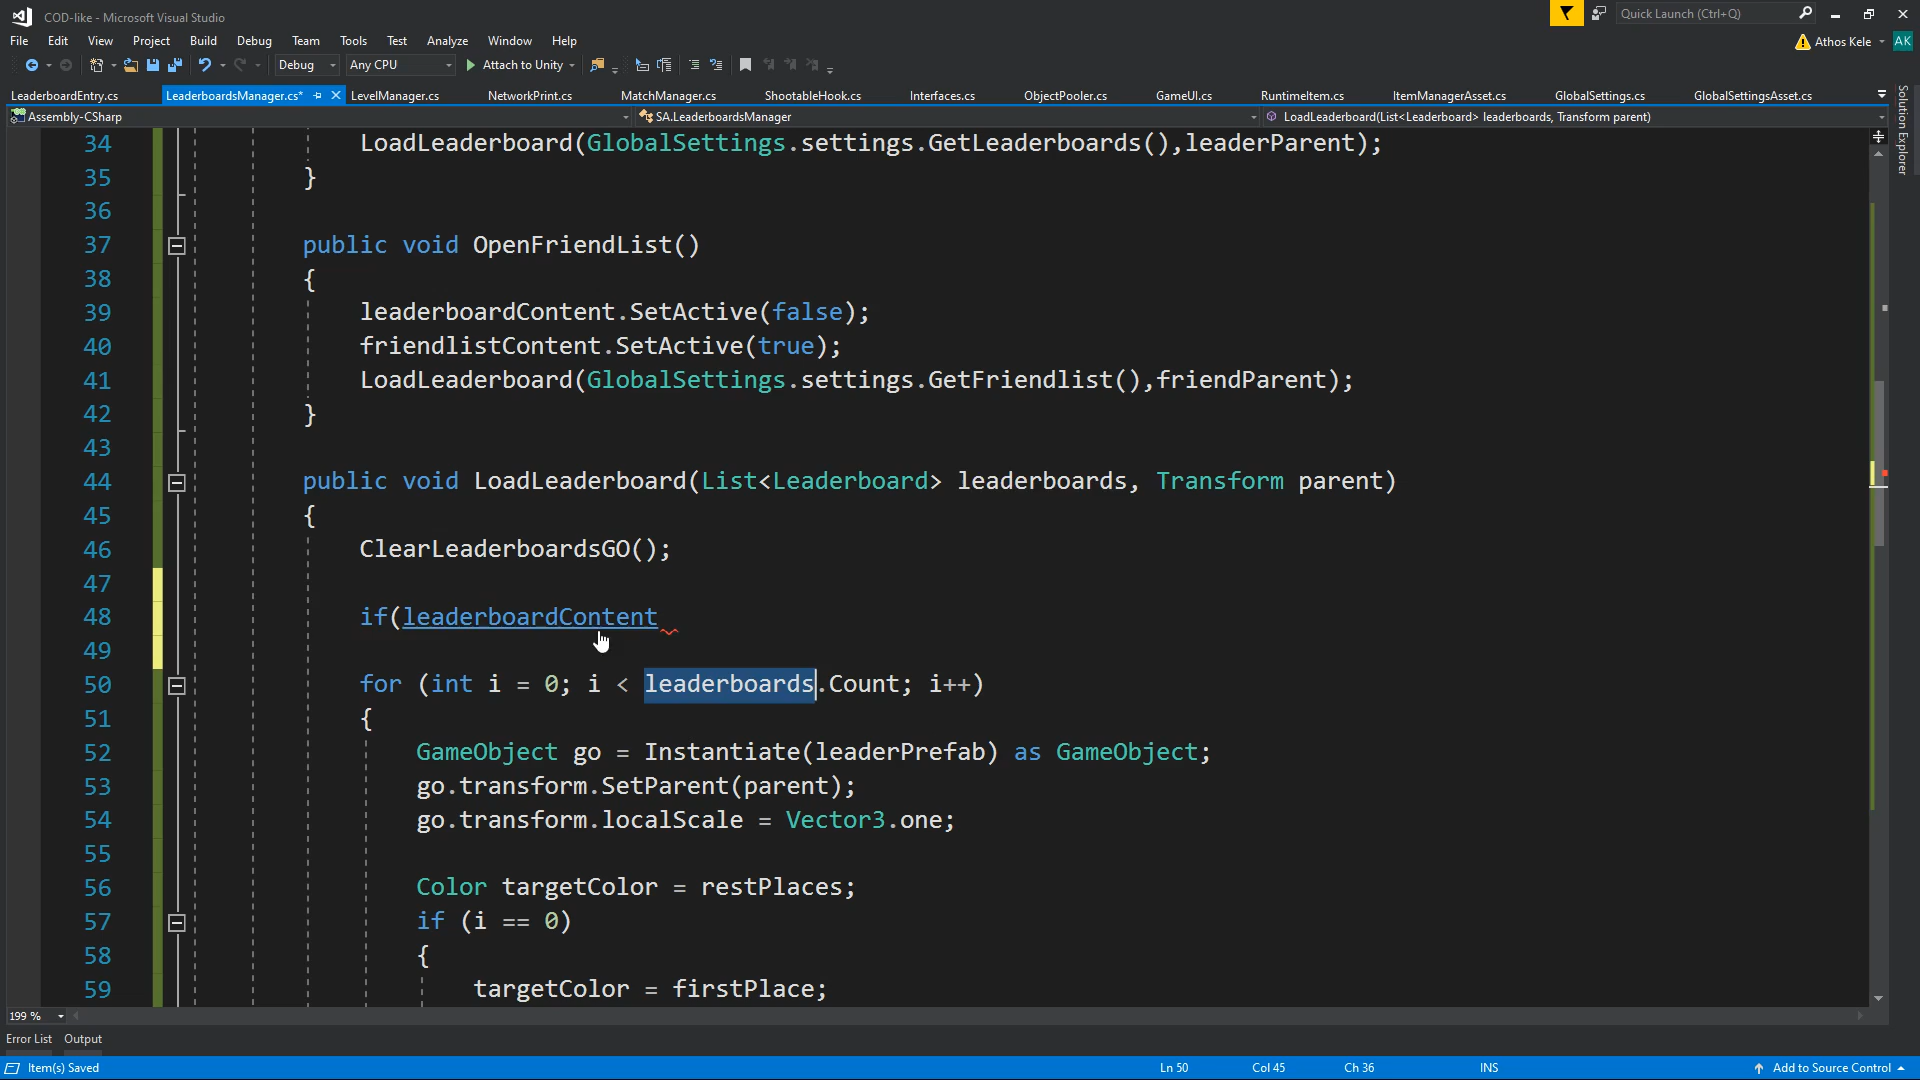 COD-like - Microsoft Visual Studio
Quick Launch (Ctrl+Q)
File Edit View Project Build Debug Team Tools Test Analyze Window Help
Athos Kele AK
Debug Any CPU Attach to Unity
LeaderboardEntry.cs LeaderboardsManager.cs* LevelManager.cs NetworkPrint.cs MatchManager.cs ShootableHook.cs Interfaces.cs ObjectPooler.cs GameUI.cs RuntimeItem.cs ItemManagerAsset.cs GlobalSettings.cs GlobalSettingsAsset.cs
Assembly-CSharp SA.LeaderboardsManager LoadLeaderboard(List<Leaderboard> leaderboards, Transform parent)
Solution Explorer
34 LoadLeaderboard(GlobalSettings.settings.GetLeaderboards(),leaderParent);
35 }
36
37 public void OpenFriendList()
38 {
39 leaderboardContent.SetActive(false);
40 friendlistContent.SetActive(true);
41 LoadLeaderboard(GlobalSettings.settings.GetFriendlist(),friendParent);
42 }
43
44 public void LoadLeaderboard(List<Leaderboard> leaderboards, Transform parent)
45 {
46 ClearLeaderboardsGO();
47
48 if(leaderboardContent
49
50 for (int i = 0; i < leaderboards.Count; i++)
51 {
52 GameObject go = Instantiate(leaderPrefab) as GameObject;
53 go.transform.SetParent(parent);
54 go.transform.localScale = Vector3.one;
55
56 Color targetColor = restPlaces;
57 if (i == 0)
58 {
59 targetColor = firstPlace;
199 %
Error List Output
Item(s) Saved Ln 50 Col 45 Ch 36 INS Add to Source Control